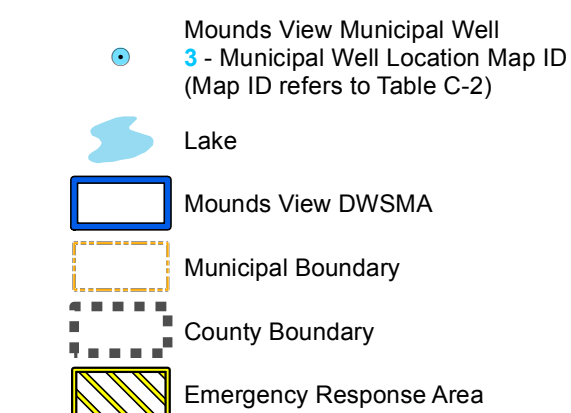 Mounds View Municipal Well
3 - Municipal Well Location Map ID
(Map ID refers to Table C-2)
Lake
Mounds View DWSMA
Municipal Boundary
County Boundary
Emergency Response Area